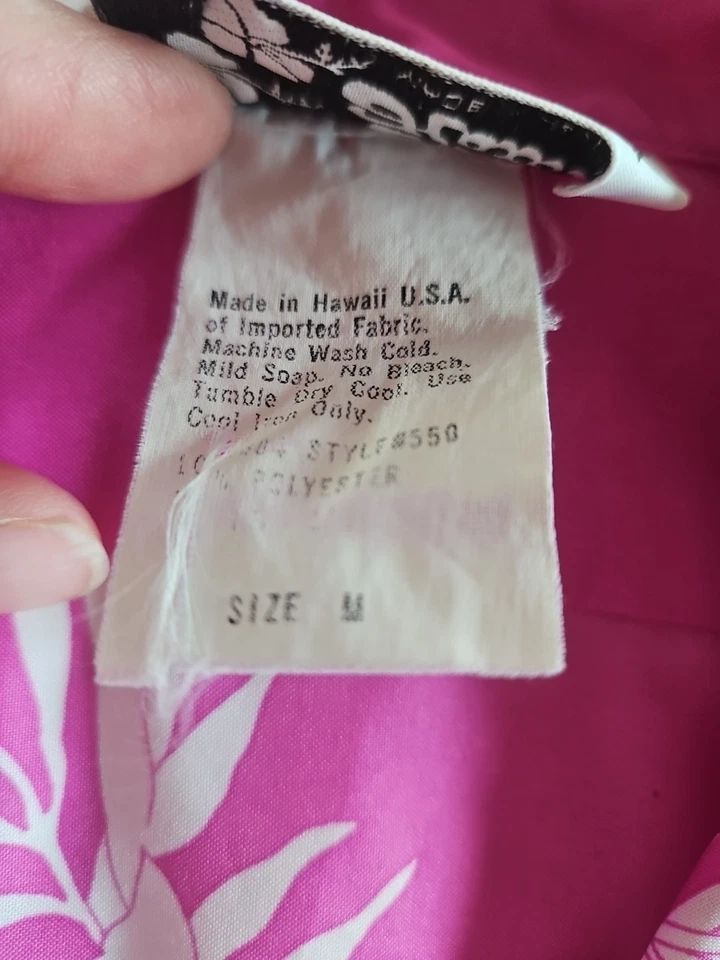 MADE
Made in Hawaii U.S.A.
of Imported Fabric.
Machine Wash Cold.
Mild Soap. No Bleach.
Tumble Dry Cool. Use
Cool Iron Only.
STYLE#550
POLYESTER
SIZE M